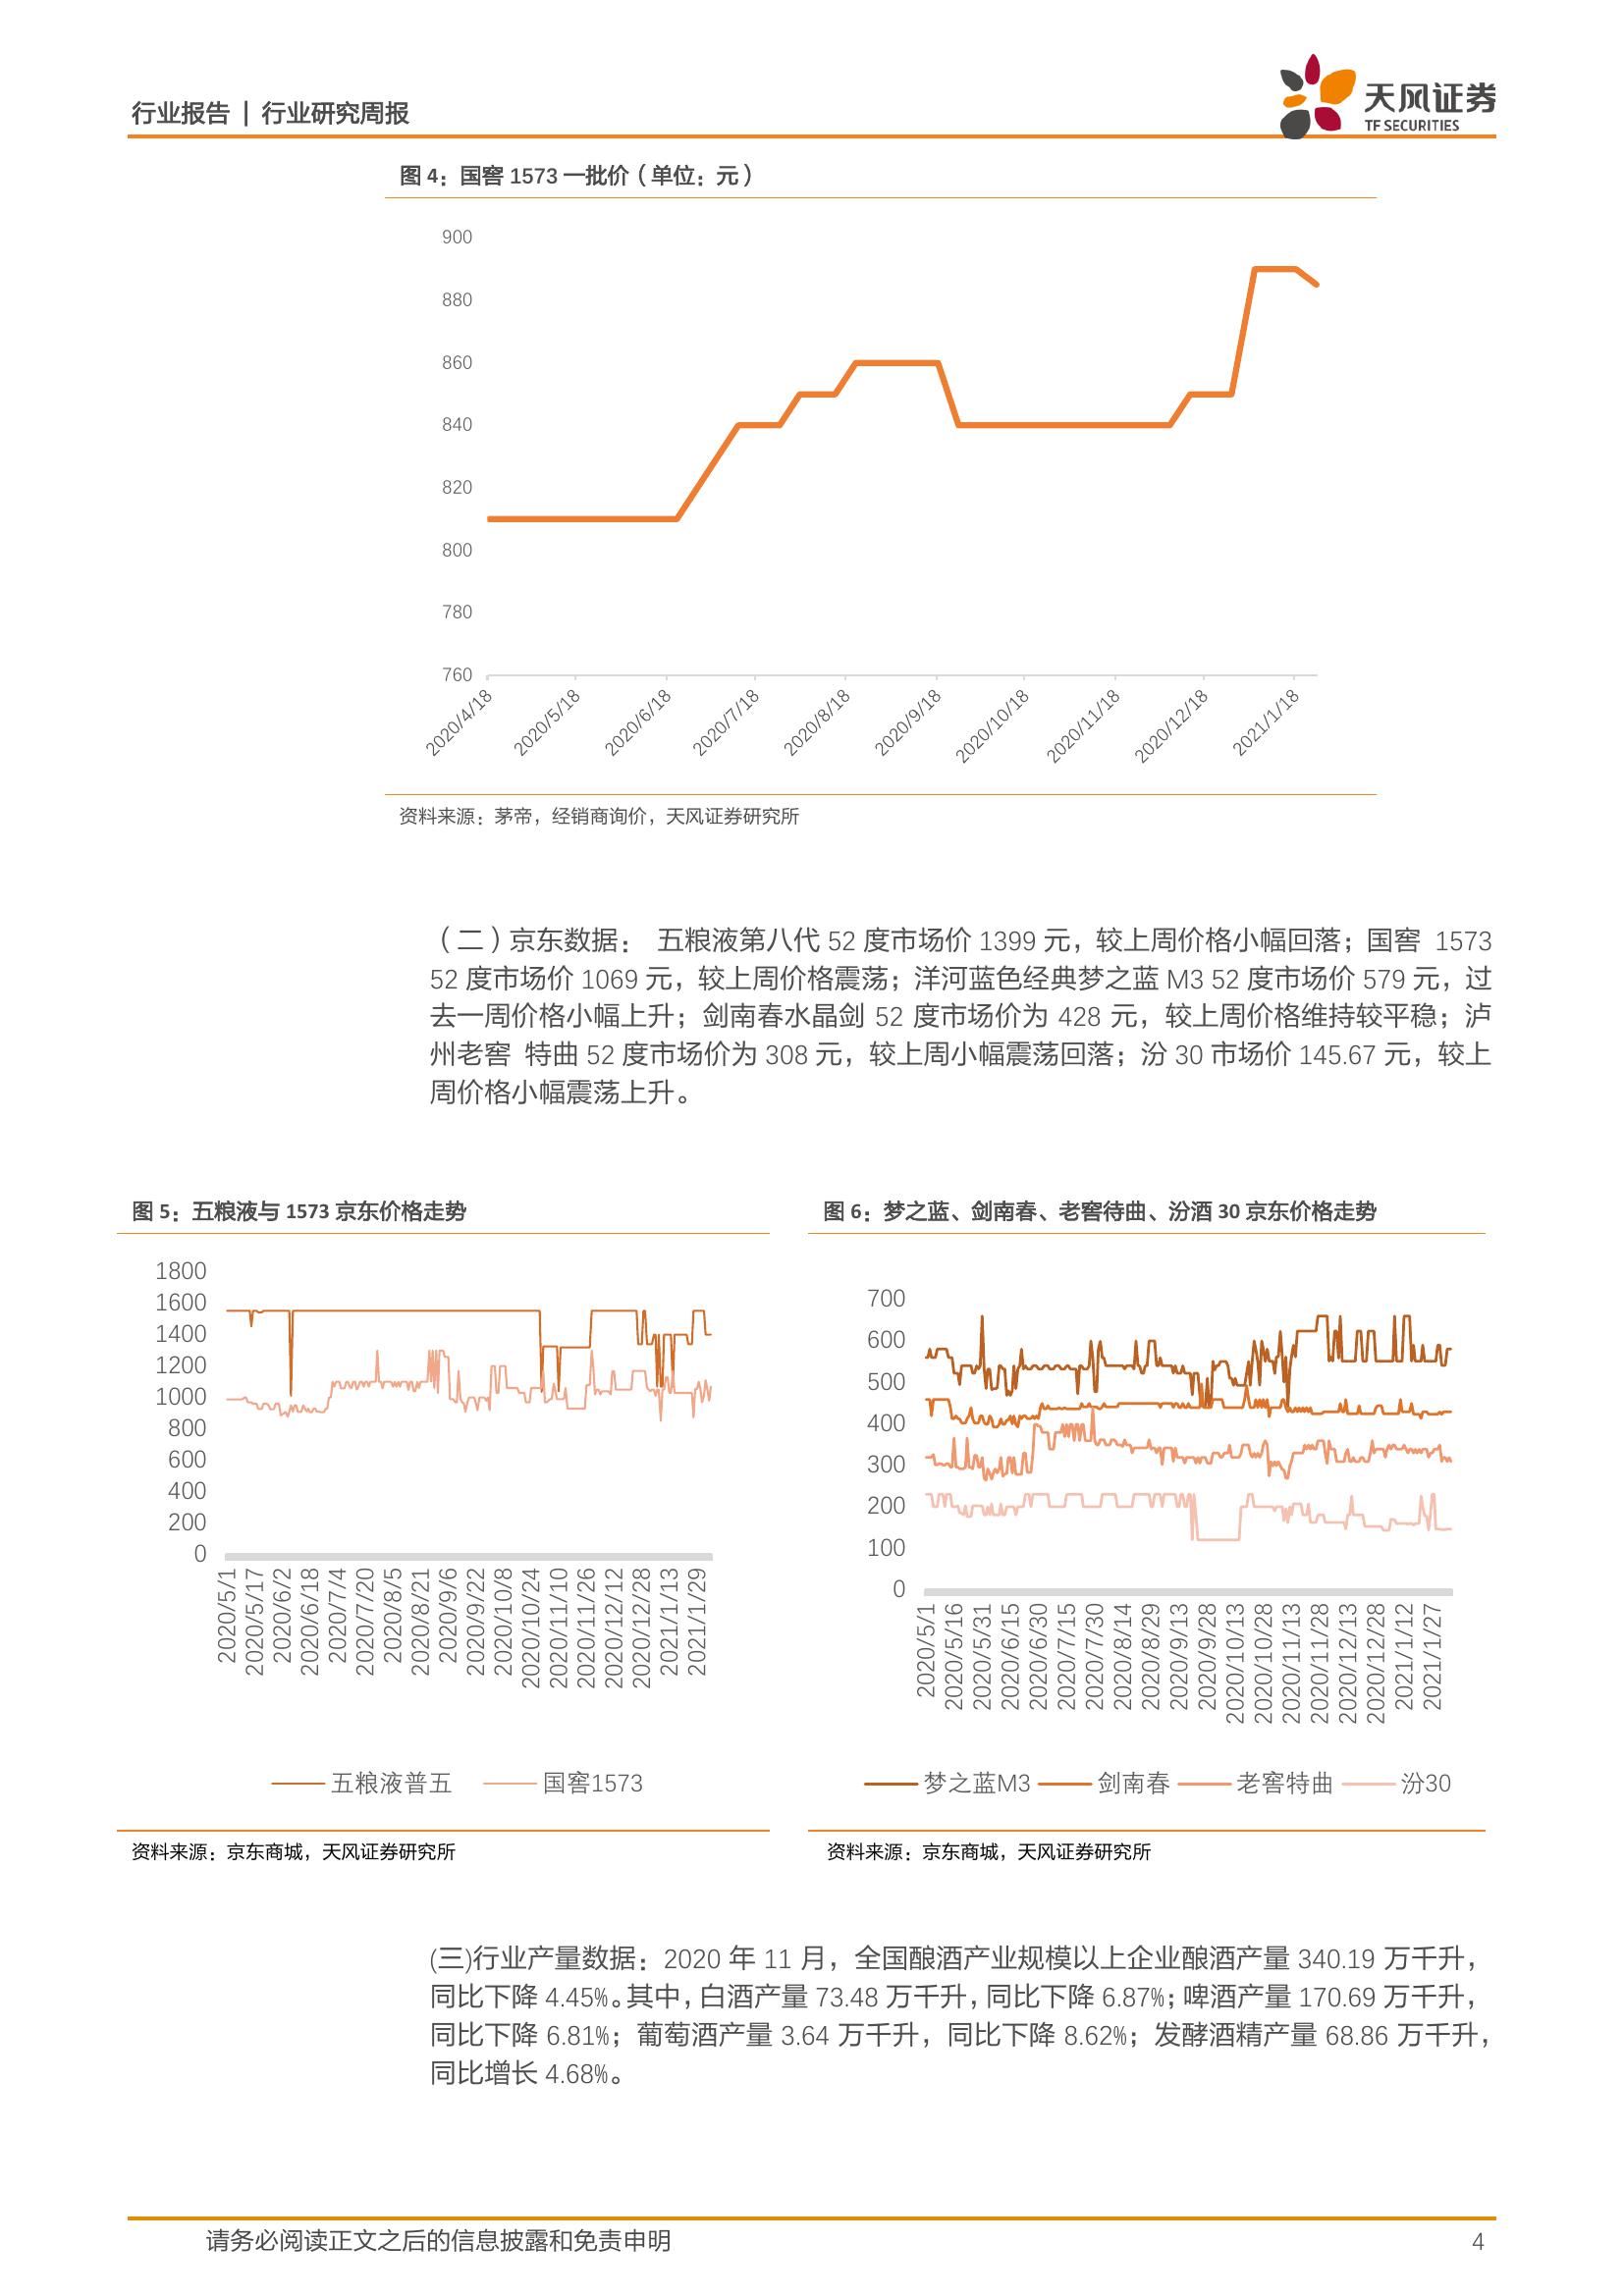 行业报告 | 行业研究周报
天风证券
TF SECURITIES
图 4：国窖 1573 一批价（单位：元）
900
880
860
840
820
800
780
760
2020/4/18
2020/5/18
2020/6/18
2020/7/18
2020/8/18
2020/9/18
2020/10/18
2020/11/18
2020/12/18
2021/1/18
资料来源：茅帝，经销商询价，天风证券研究所
（二）京东数据： 五粮液第八代 52 度市场价 1399 元，较上周价格小幅回落；国窖 1573
52 度市场价 1069 元，较上周价格震荡；洋河蓝色经典梦之蓝 M3 52 度市场价 579 元，过
去一周价格小幅上升；剑南春水晶剑 52 度市场价为 428 元，较上周价格维持较平稳；泸
州老窖 特曲 52 度市场价为 308 元，较上周小幅震荡回落；汾 30 市场价 145.67 元，较上
周价格小幅震荡上升。
图 5：五粮液与 1573 京东价格走势
1800
1600
1400
1200
1000
800
600
400
200
0
2020/5/1
2020/5/17
2020/6/2
2020/6/18
2020/7/4
2020/7/20
2020/8/5
2020/8/21
2020/9/6
2020/9/22
2020/10/8
2020/10/24
2020/11/10
2020/11/26
2020/12/12
2020/12/28
2021/1/13
2021/1/29
五粮液普五
国窖1573
资料来源：京东商城，天风证券研究所
图 6：梦之蓝、剑南春、老窖待曲、汾酒 30 京东价格走势
700
600
500
400
300
200
100
0
2020/5/1
2020/5/16
2020/5/31
2020/6/15
2020/6/30
2020/7/15
2020/7/30
2020/8/14
2020/8/29
2020/9/13
2020/9/28
2020/10/13
2020/10/28
2020/11/13
2020/11/28
2020/12/13
2020/12/28
2021/1/12
2021/1/27
梦之蓝M3
剑南春
老窖特曲
汾30
资料来源：京东商城，天风证券研究所
(三)行业产量数据：2020 年 11 月，全国酿酒产业规模以上企业酿酒产量 340.19 万千升，
同比下降 4.45%。其中，白酒产量 73.48 万千升，同比下降 6.87%；啤酒产量 170.69 万千升，
同比下降 6.81%；葡萄酒产量 3.64 万千升，同比下降 8.62%；发酵酒精产量 68.86 万千升，
同比增长 4.68%。
请务必阅读正文之后的信息披露和免责申明
4